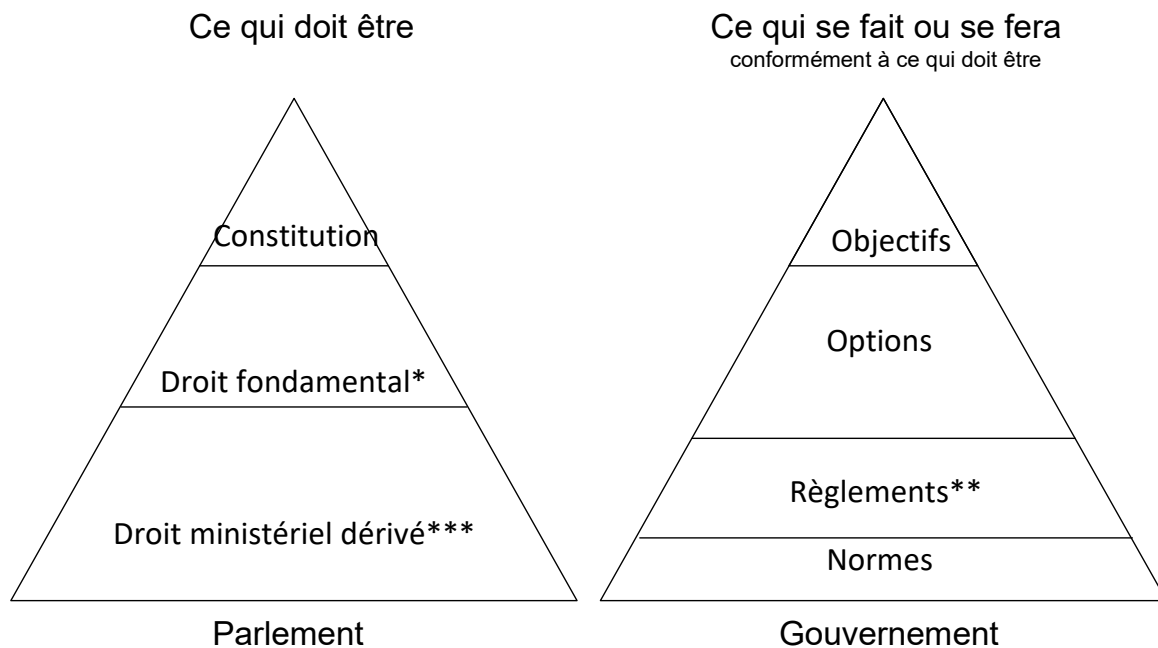 Ce qui doit être
Constitution
Droit fondamental*
Droit ministériel dérivé***
Parlement
Ce qui se fait ou se fera
conformément à ce qui doit être
Objectifs
Options
Règlements**
Normes
Gouvernement